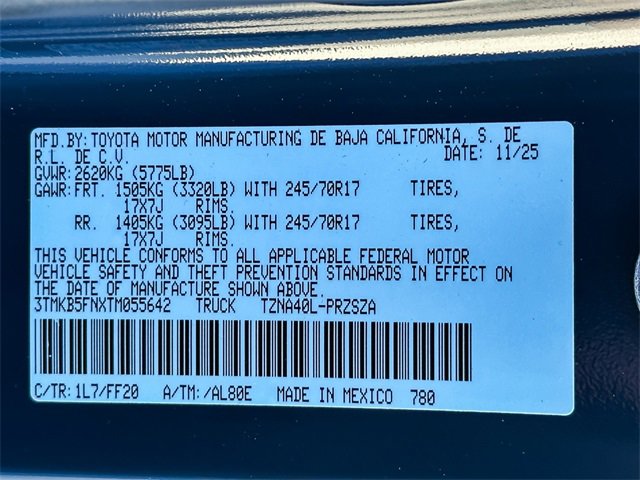 MFD.BY:TOYOTA MOTOR MANUFACTURING DE BAJA CALIFORNIA, S. DE
R.L. DE C.V. DATE: 11/25
GVWR:2620KG (5775LB)
GAWR:FRT. 1505KG (3320LB) WITH 245/70R17 TIRES,
17X7J RIMS.
RR. 1405KG (3095LB) WITH 245/70R17 TIRES,
17X7J RIMS.
THIS VEHICLE CONFORMS TO ALL APPLICABLE FEDERAL MOTOR
VEHICLE SAFETY AND THEFT PREVENTION STANDARDS IN EFFECT ON
THE DATE OF MANUFACTURE SHOWN ABOVE.
3TMKB5FNXTM055642 TRUCK TZNA40L-PRZSZA
C/TR:1L7/FF20 A/TM:/AL80E MADE IN MEXICO 780